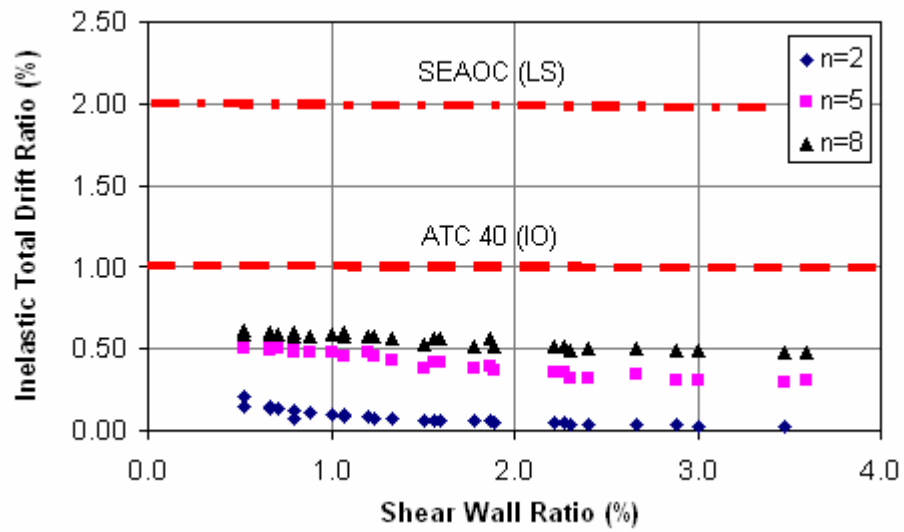 2.50
2.00
1.50
1.00
0.50
0.00
Inelastic Total Drift Ratio (%)
SEAOC (LS)
ATC 40 (IO)
n=2
n=5
n=8
0.0 1.0 2.0 3.0 4.0
Shear Wall Ratio (%)